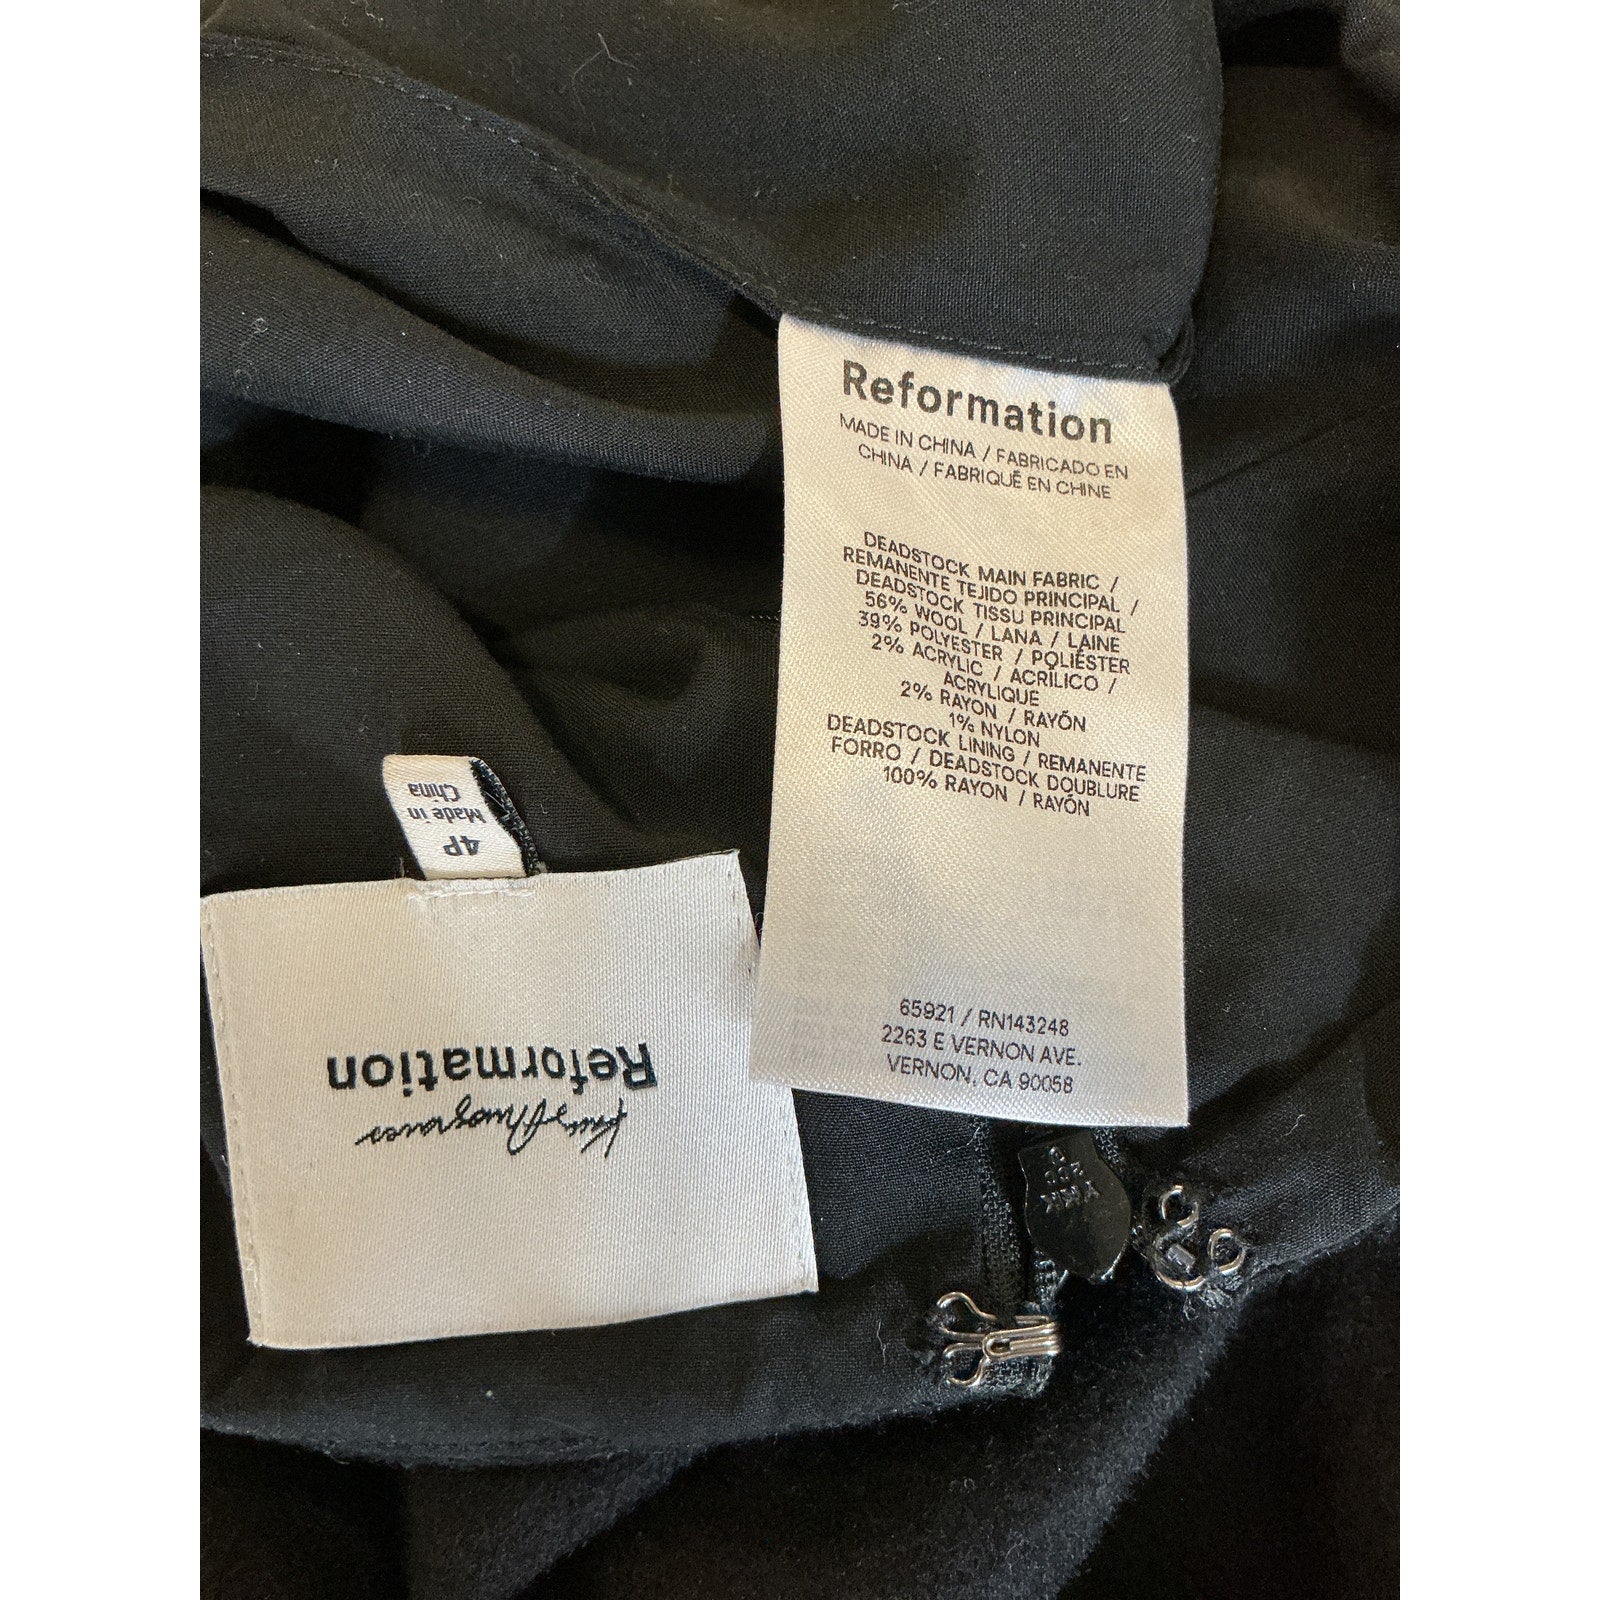 Reformation
MADE IN CHINA / FABRICADO EN
CHINA / FABRIQUÉ EN CHINE
DEADSTOCK MAIN FABRIC /
REMANENTE TEJIDO PRINCIPAL /
DEADSTOCK TISSU PRINCIPAL
56% WOOL / LANA / LAINE
39% POLYESTER / POLIÉSTER
2% ACRYLIC / ACRÍLICO /
ACRYLIQUE
2% RAYON / RAYÓN
1% NYLON
DEADSTOCK LINING / REMANENTE
FORRO / DEADSTOCK DOUBLURE
100% RAYON / RAYÓN
65921 / RN143248
2263 E VERNON AVE.
VERNON, CA 90058
Musgraves
Reformation
4P
Made in
China
YKK